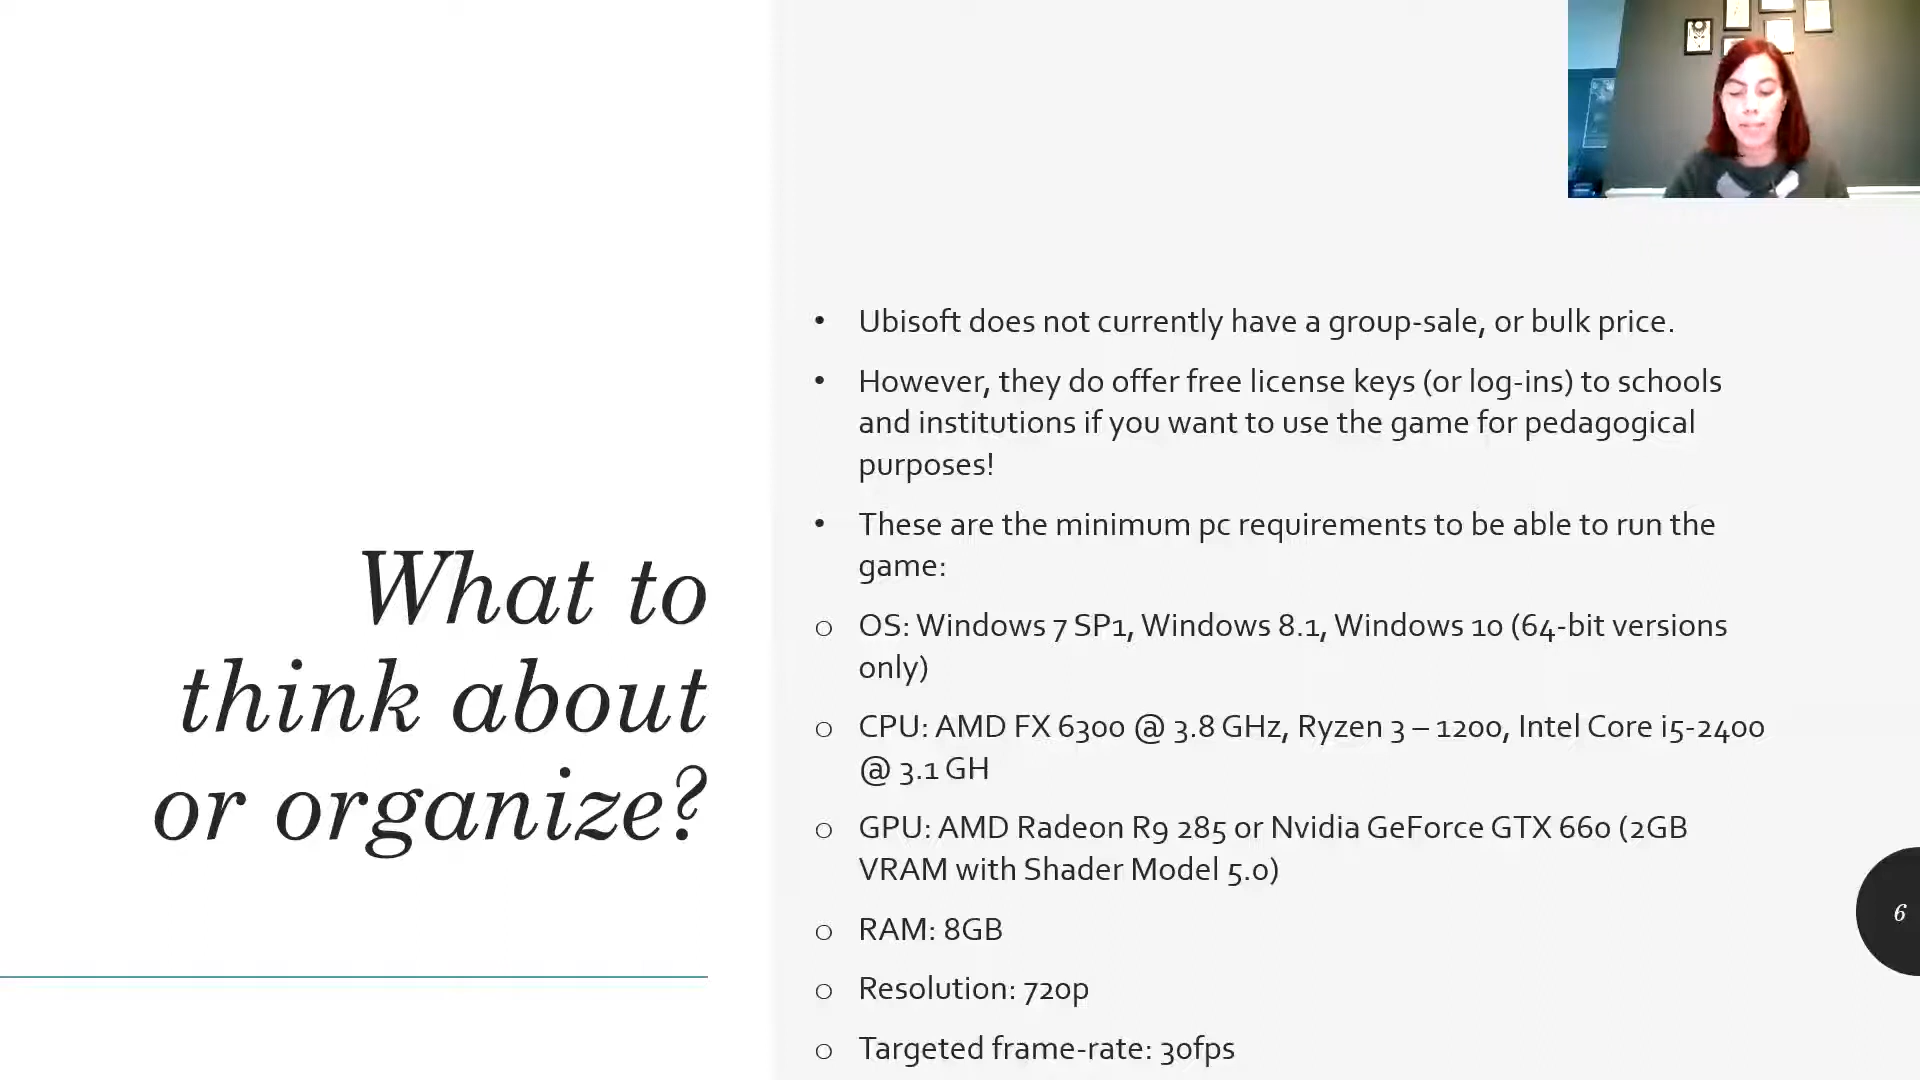 What to
think about
or organize?
• Ubisoft does not currently have a group-sale, or bulk price.
• However, they do offer free license keys (or log-ins) to schools
and institutions if you want to use the game for pedagogical
purposes!
• These are the minimum pc requirements to be able to run the
game:
o OS: Windows 7 SP1, Windows 8.1, Windows 10 (64-bit versions
only)
o CPU: AMD FX 6300 @ 3.8 GHz, Ryzen 3 – 1200, Intel Core i5-2400
@ 3.1 GH
o GPU: AMD Radeon R9 285 or Nvidia GeForce GTX 660 (2GB
VRAM with Shader Model 5.0)
o RAM: 8GB
o Resolution: 720p
o Targeted frame-rate: 30fps
6